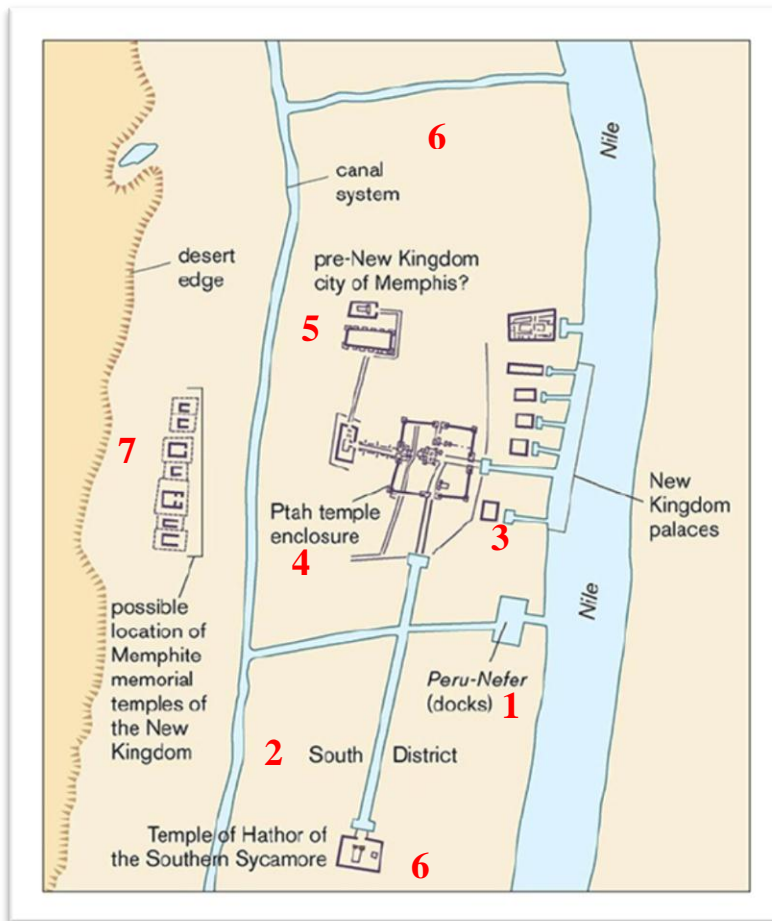 Nile
6
canal
system
desert
edge
pre-New Kingdom
city of Memphis?
5
7
New
Kingdom
palaces
Ptah temple
enclosure
3
4
possible
location of
Memphite
memorial
temples of
the New
Kingdom
Nile
Peru-Nefer
(docks) 1
2 South District
Temple of Hathor of
the Southern Sycamore
6